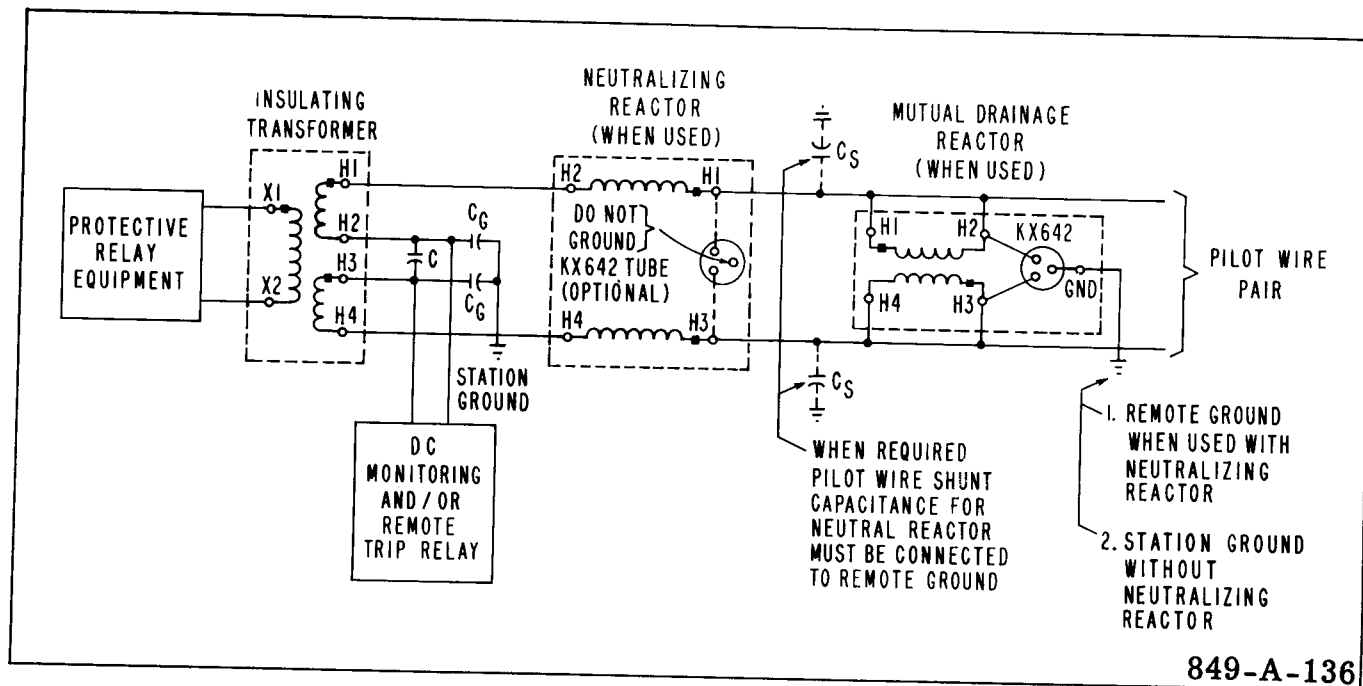 INSULATING
TRANSFORMER
NEUTRALIZING
REACTOR
(WHEN USED)
MUTUAL DRAINAGE
REACTOR
(WHEN USED)
PROTECTIVE
RELAY
EQUIPMENT
X1
X2
H1
H2
H3
H4
C
CG
CG
STATION
GROUND
DC
MONITORING
AND/OR
REMOTE
TRIP RELAY
H2
H1
DO NOT
GROUND
KX642 TUBE
(OPTIONAL)
H4
H3
CS
CS
WHEN REQUIRED
PILOT WIRE SHUNT
CAPACITANCE FOR
NEUTRAL REACTOR
MUST BE CONNECTED
TO REMOTE GROUND
H1
H2
KX642
GND
H4
H3
PILOT WIRE
PAIR
1. REMOTE GROUND
WHEN USED WITH
NEUTRALIZING
REACTOR
2. STATION GROUND
WITHOUT
NEUTRALIZING
REACTOR
849-A-136